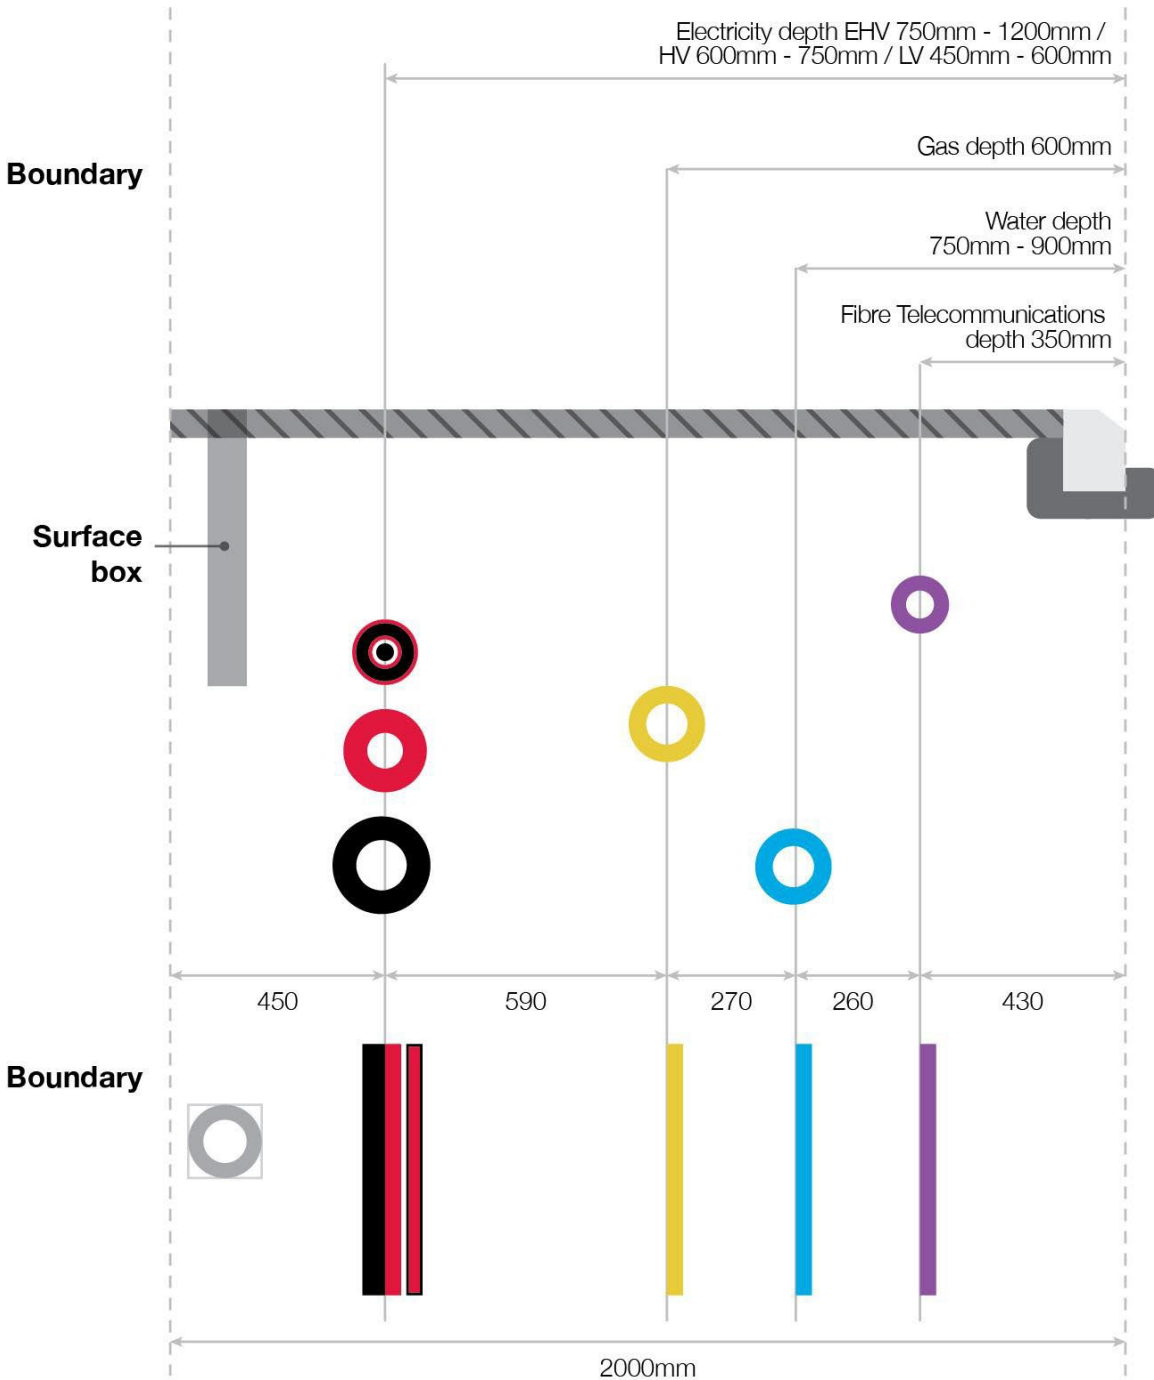 Electricity depth EHV 750mm - 1200mm /
HV 600mm - 750mm / LV 450mm - 600mm
Gas depth 600mm
Boundary
Water depth
750mm - 900mm
Fibre Telecommunications
depth 350mm
Surface
box
450
590
270
260
430
Boundary
2000mm